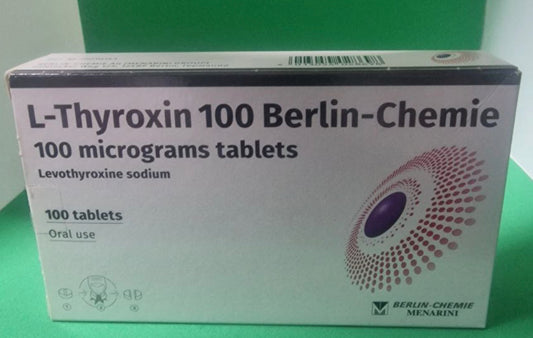 L-Thyroxin 100 Berlin-Chemie
100 micrograms tablets
Levothyroxine sodium
100 tablets
Oral use
BERLIN-CHEMIE
MENARINI